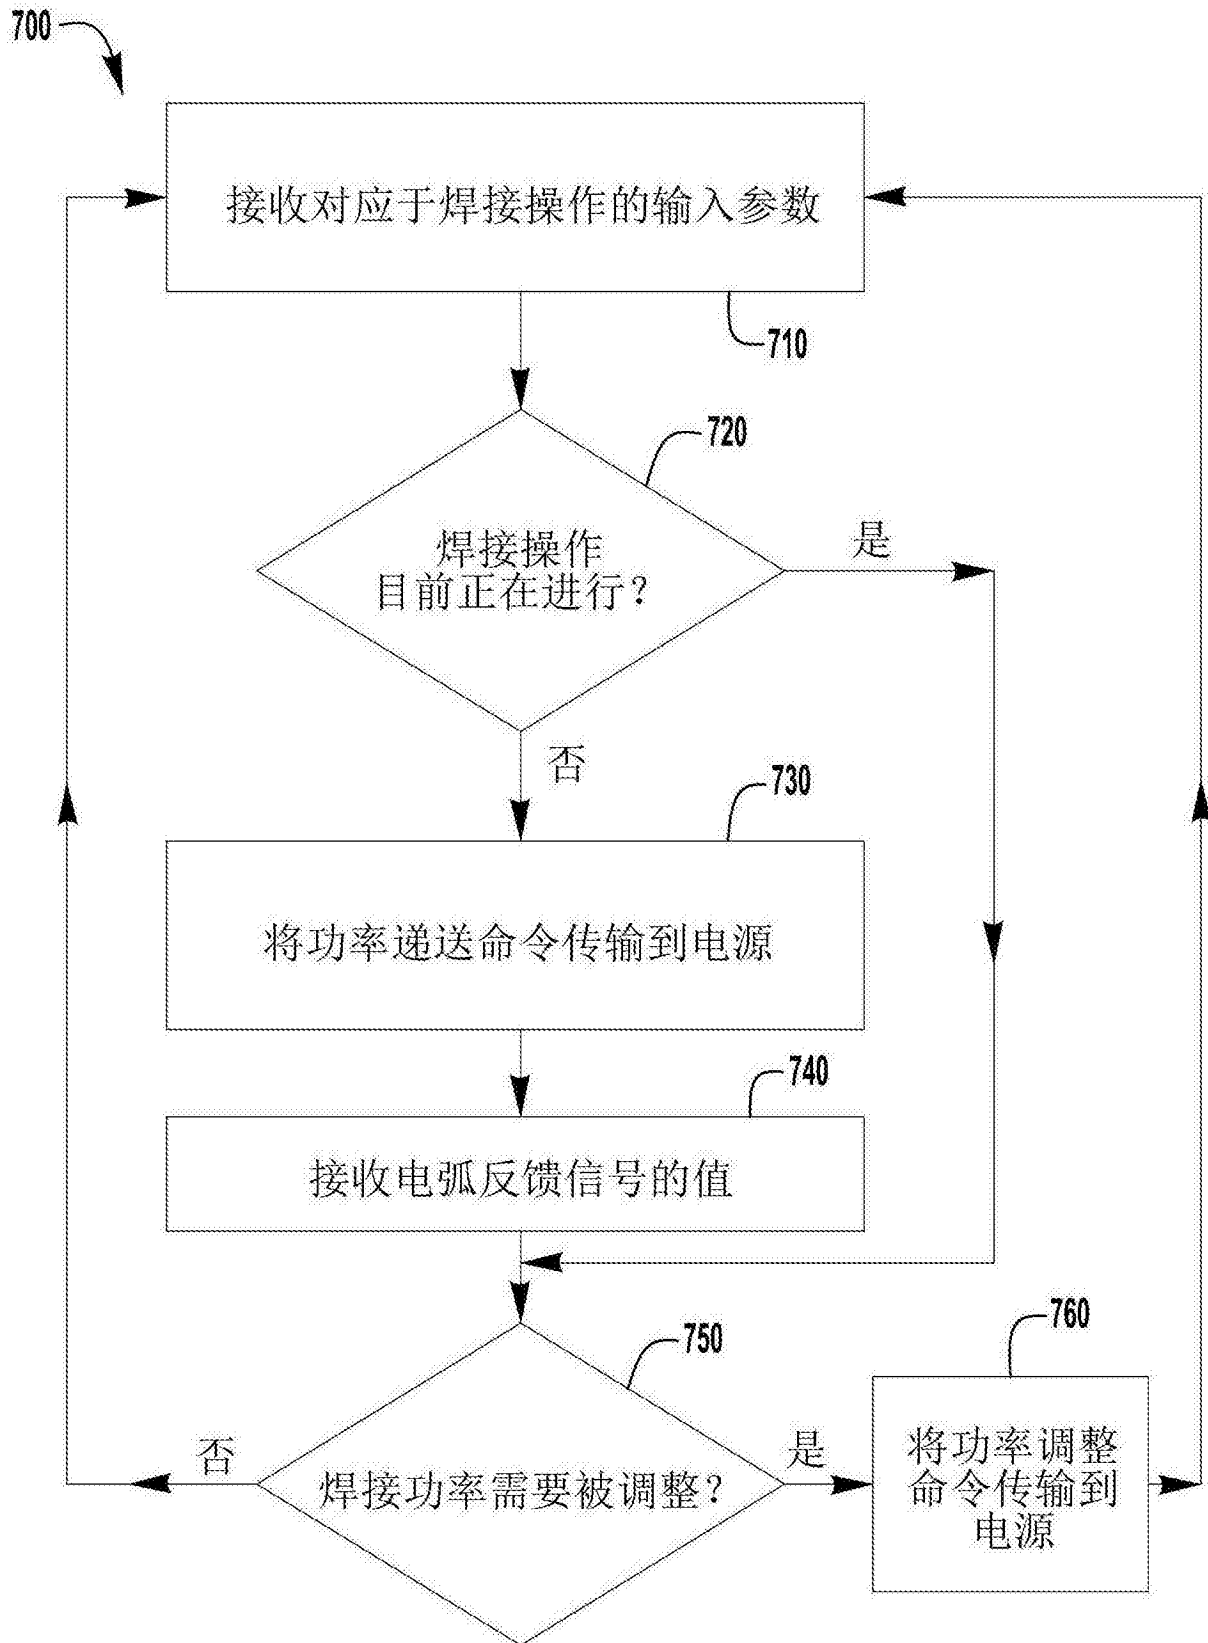 700
接收对应于焊接操作的输入参数
710
720
焊接操作
目前正在进行?
是
否
730
将功率递送命令传输到电源
740
接收电弧反馈信号的值
750
760
否
焊接功率需要被调整?
是
将功率调整
命令传输到
电源